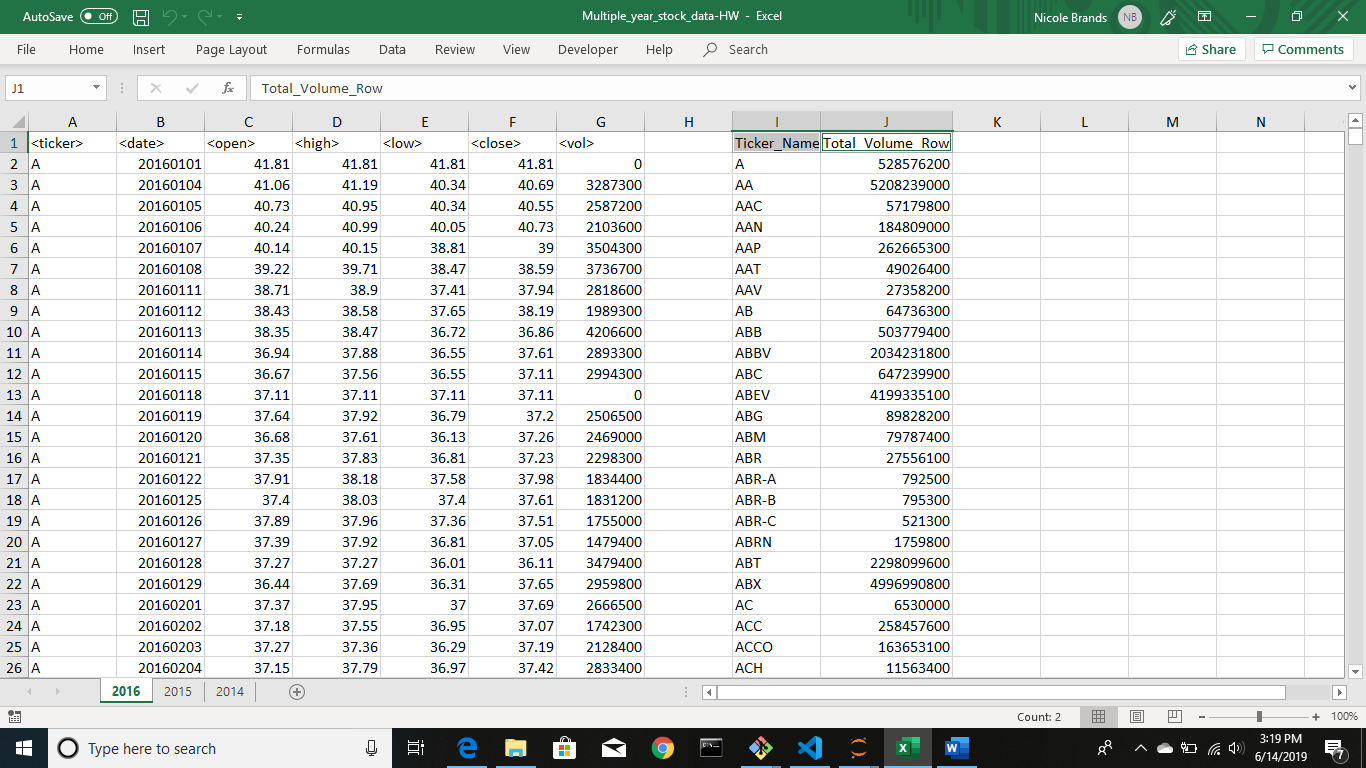 AutoSave Off Multiple_year_stock_data-HW - Excel Nicole Brands NB
File Home Insert Page Layout Formulas Data Review View Developer Help Search Share Comments
J1 fx Total_Volume_Row
A B C D E F G H I J K L M N
1 <ticker> <date> <open> <high> <low> <close> <vol> Ticker_Name Total_Volume_Row
2 A 20160101 41.81 41.81 41.81 41.81 0 A 528576200
3 A 20160104 41.06 41.19 40.34 40.69 3287300 AA 5208239000
4 A 20160105 40.73 40.95 40.34 40.55 2587200 AAC 57179800
5 A 20160106 40.24 40.99 40.05 40.73 2103600 AAN 184809000
6 A 20160107 40.14 40.15 38.81 39 3504300 AAP 262665300
7 A 20160108 39.22 39.71 38.47 38.59 3736700 AAT 49026400
8 A 20160111 38.71 38.9 37.41 37.94 2818600 AAV 27358200
9 A 20160112 38.43 38.58 37.65 38.19 1989300 AB 64736300
10 A 20160113 38.35 38.47 36.72 36.86 4206600 ABB 503779400
11 A 20160114 36.94 37.88 36.55 37.61 2893300 ABBV 2034231800
12 A 20160115 36.67 37.56 36.55 37.11 2994300 ABC 647239900
13 A 20160118 37.11 37.11 37.11 37.11 0 ABEV 4199335100
14 A 20160119 37.64 37.92 36.79 37.2 2506500 ABG 89828200
15 A 20160120 36.68 37.61 36.13 37.26 2469000 ABM 79787400
16 A 20160121 37.35 37.83 36.81 37.23 2298300 ABR 27556100
17 A 20160122 37.91 38.18 37.58 37.98 1834400 ABR-A 792500
18 A 20160125 37.4 38.03 37.4 37.61 1831200 ABR-B 795300
19 A 20160126 37.89 37.96 37.36 37.51 1755000 ABR-C 521300
20 A 20160127 37.39 37.92 36.81 37.05 1479400 ABRN 1759800
21 A 20160128 37.27 37.27 36.01 36.11 3479400 ABT 2298099600
22 A 20160129 36.44 37.69 36.31 37.65 2959800 ABX 4996990800
23 A 20160201 37.37 37.95 37 37.69 2666500 AC 6530000
24 A 20160202 37.18 37.55 36.95 37.07 1742300 ACC 258457600
25 A 20160203 37.27 37.36 36.29 37.19 2128400 ACCO 163653100
26 A 20160204 37.15 37.79 36.97 37.42 2833400 ACH 11563400
2016 2015 2014
Count: 2 100%
Type here to search 3:19 PM
6/14/2019 7